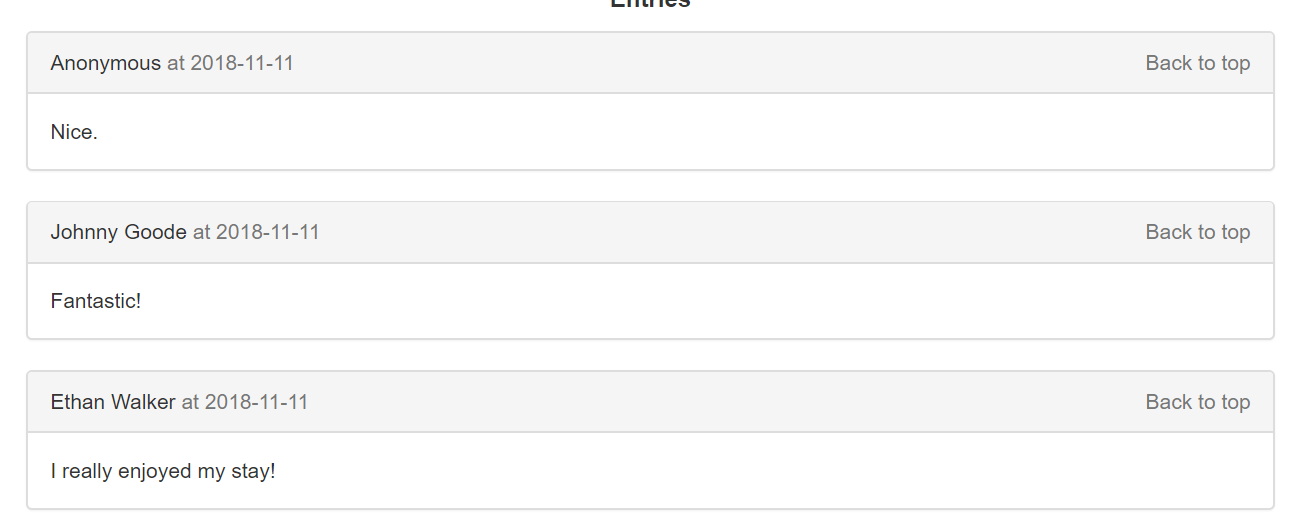 Entries
Anonymous at 2018-11-11 Back to top
Nice.
Johnny Goode at 2018-11-11 Back to top
Fantastic!
Ethan Walker at 2018-11-11 Back to top
I really enjoyed my stay!